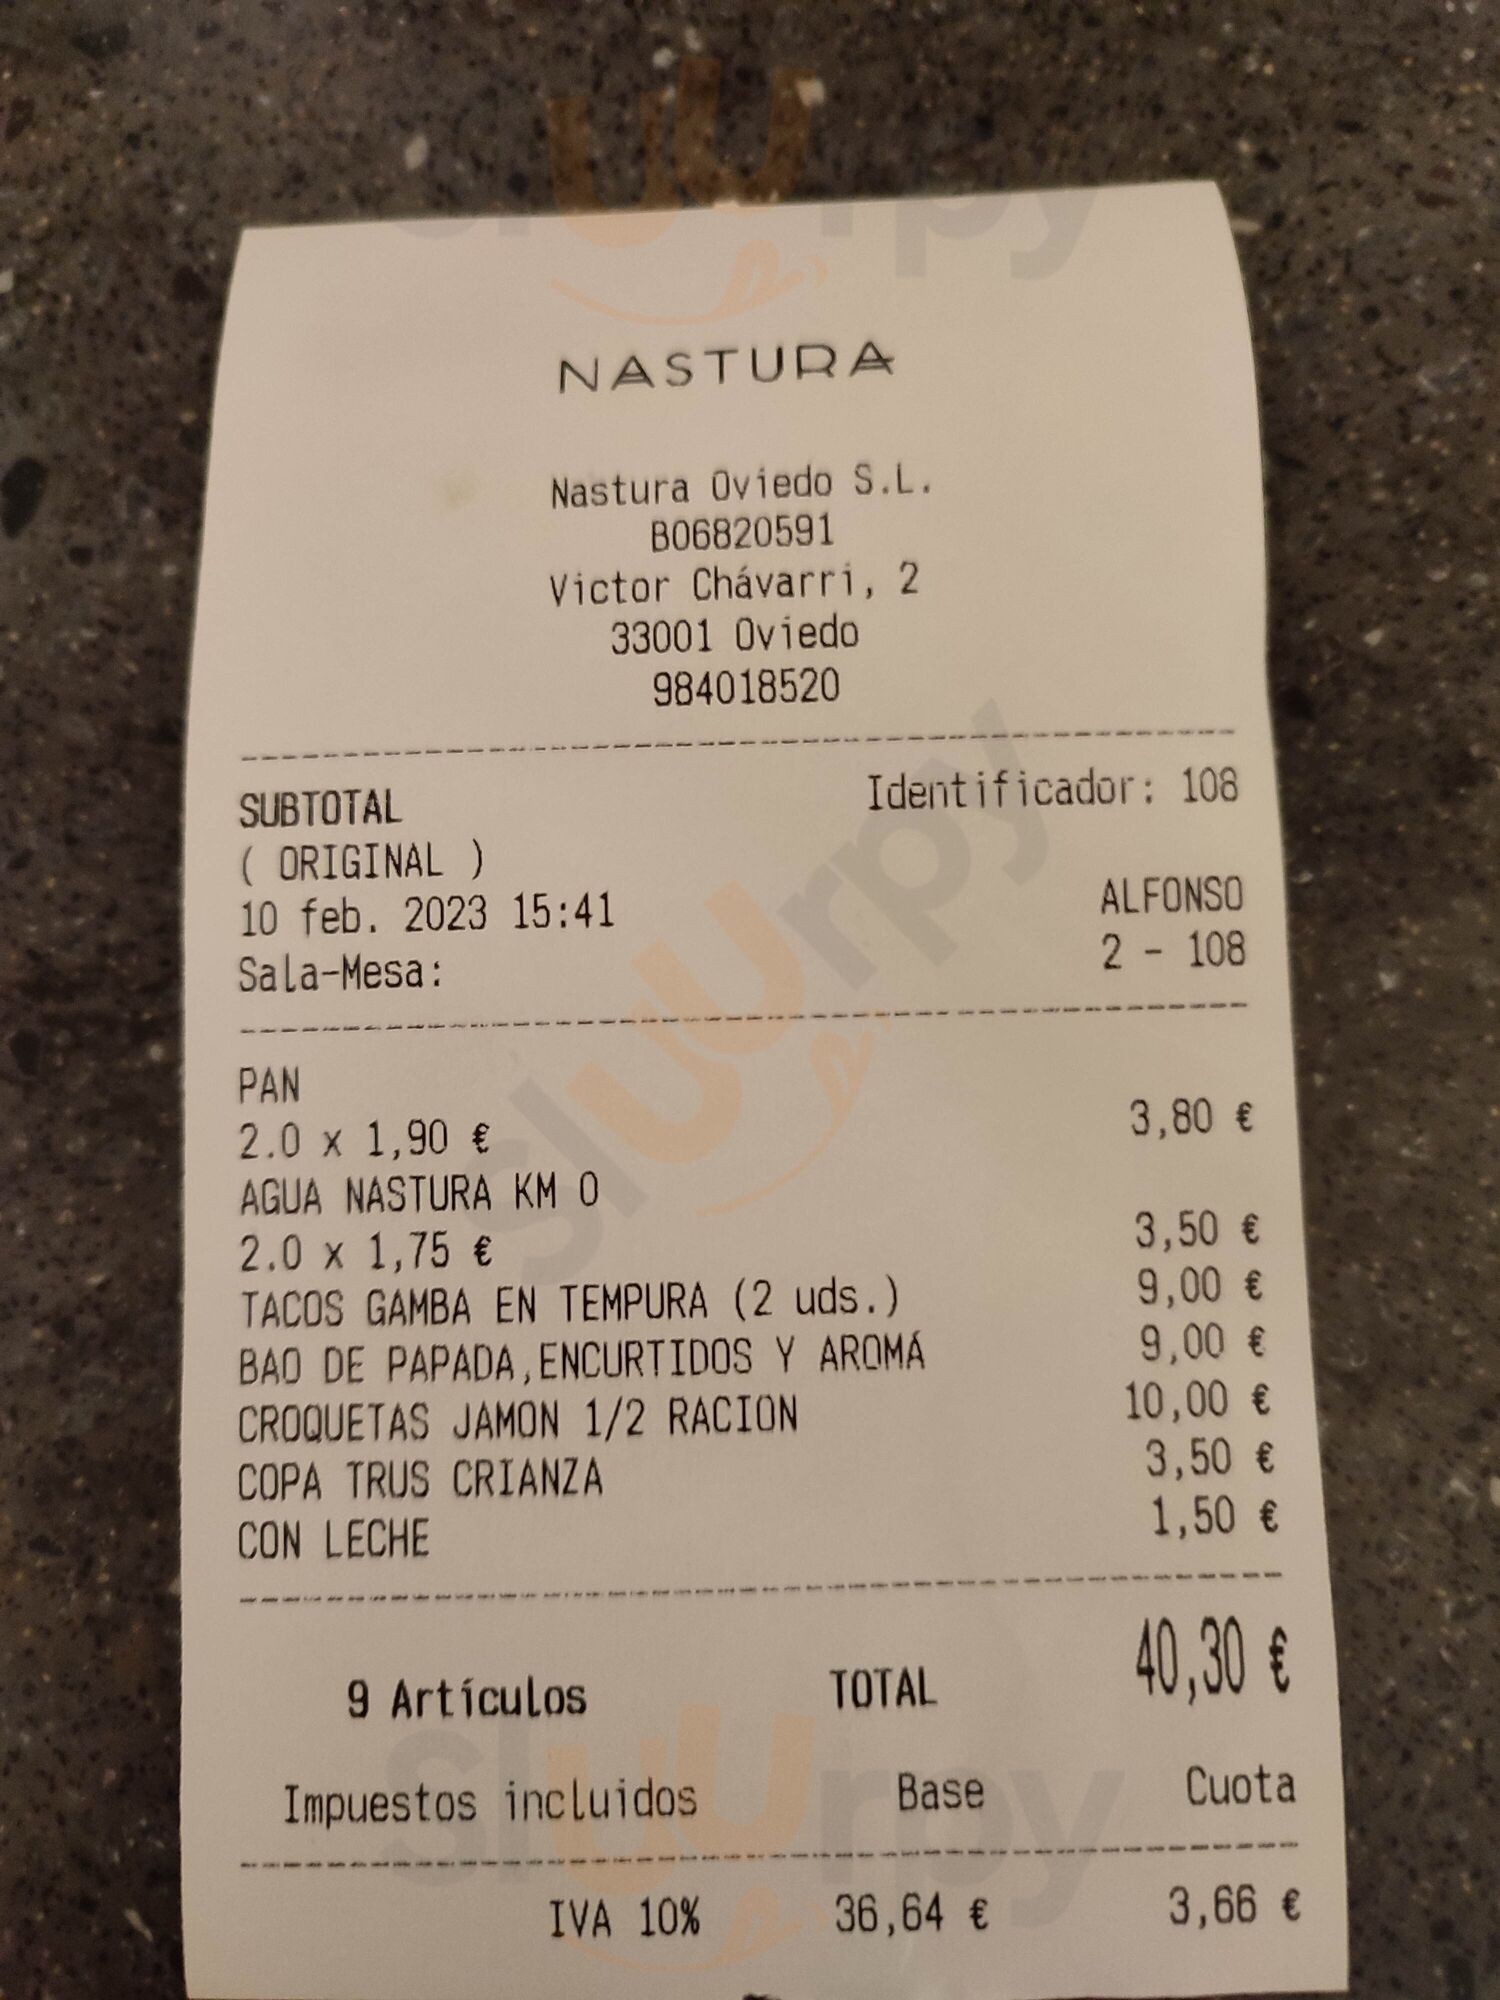 NASTURA
Nastura Oviedo S.L.
B06820591
Victor Chávarri, 2
33001 Oviedo
984018520
SUBTOTAL Identificador: 108
( ORIGINAL )
10 feb. 2023 15:41 ALFONSO
Sala-Mesa: 2 - 108
PAN
2.0 x 1,90 € 3,80 €
AGUA NASTURA KM 0
2.0 x 1,75 € 3,50 €
TACOS GAMBA EN TEMPURA (2 uds.) 9,00 €
BAO DE PAPADA,ENCURTIDOS Y AROMÁ 9,00 €
CROQUETAS JAMON 1/2 RACION 10,00 €
COPA TRUS CRIANZA 3,50 €
CON LECHE 1,50 €
9 Artículos TOTAL 40,30 €
Impuestos incluidos Base Cuota
IVA 10% 36,64 € 3,66 €
sluurpy
sluurpy
sluurpy